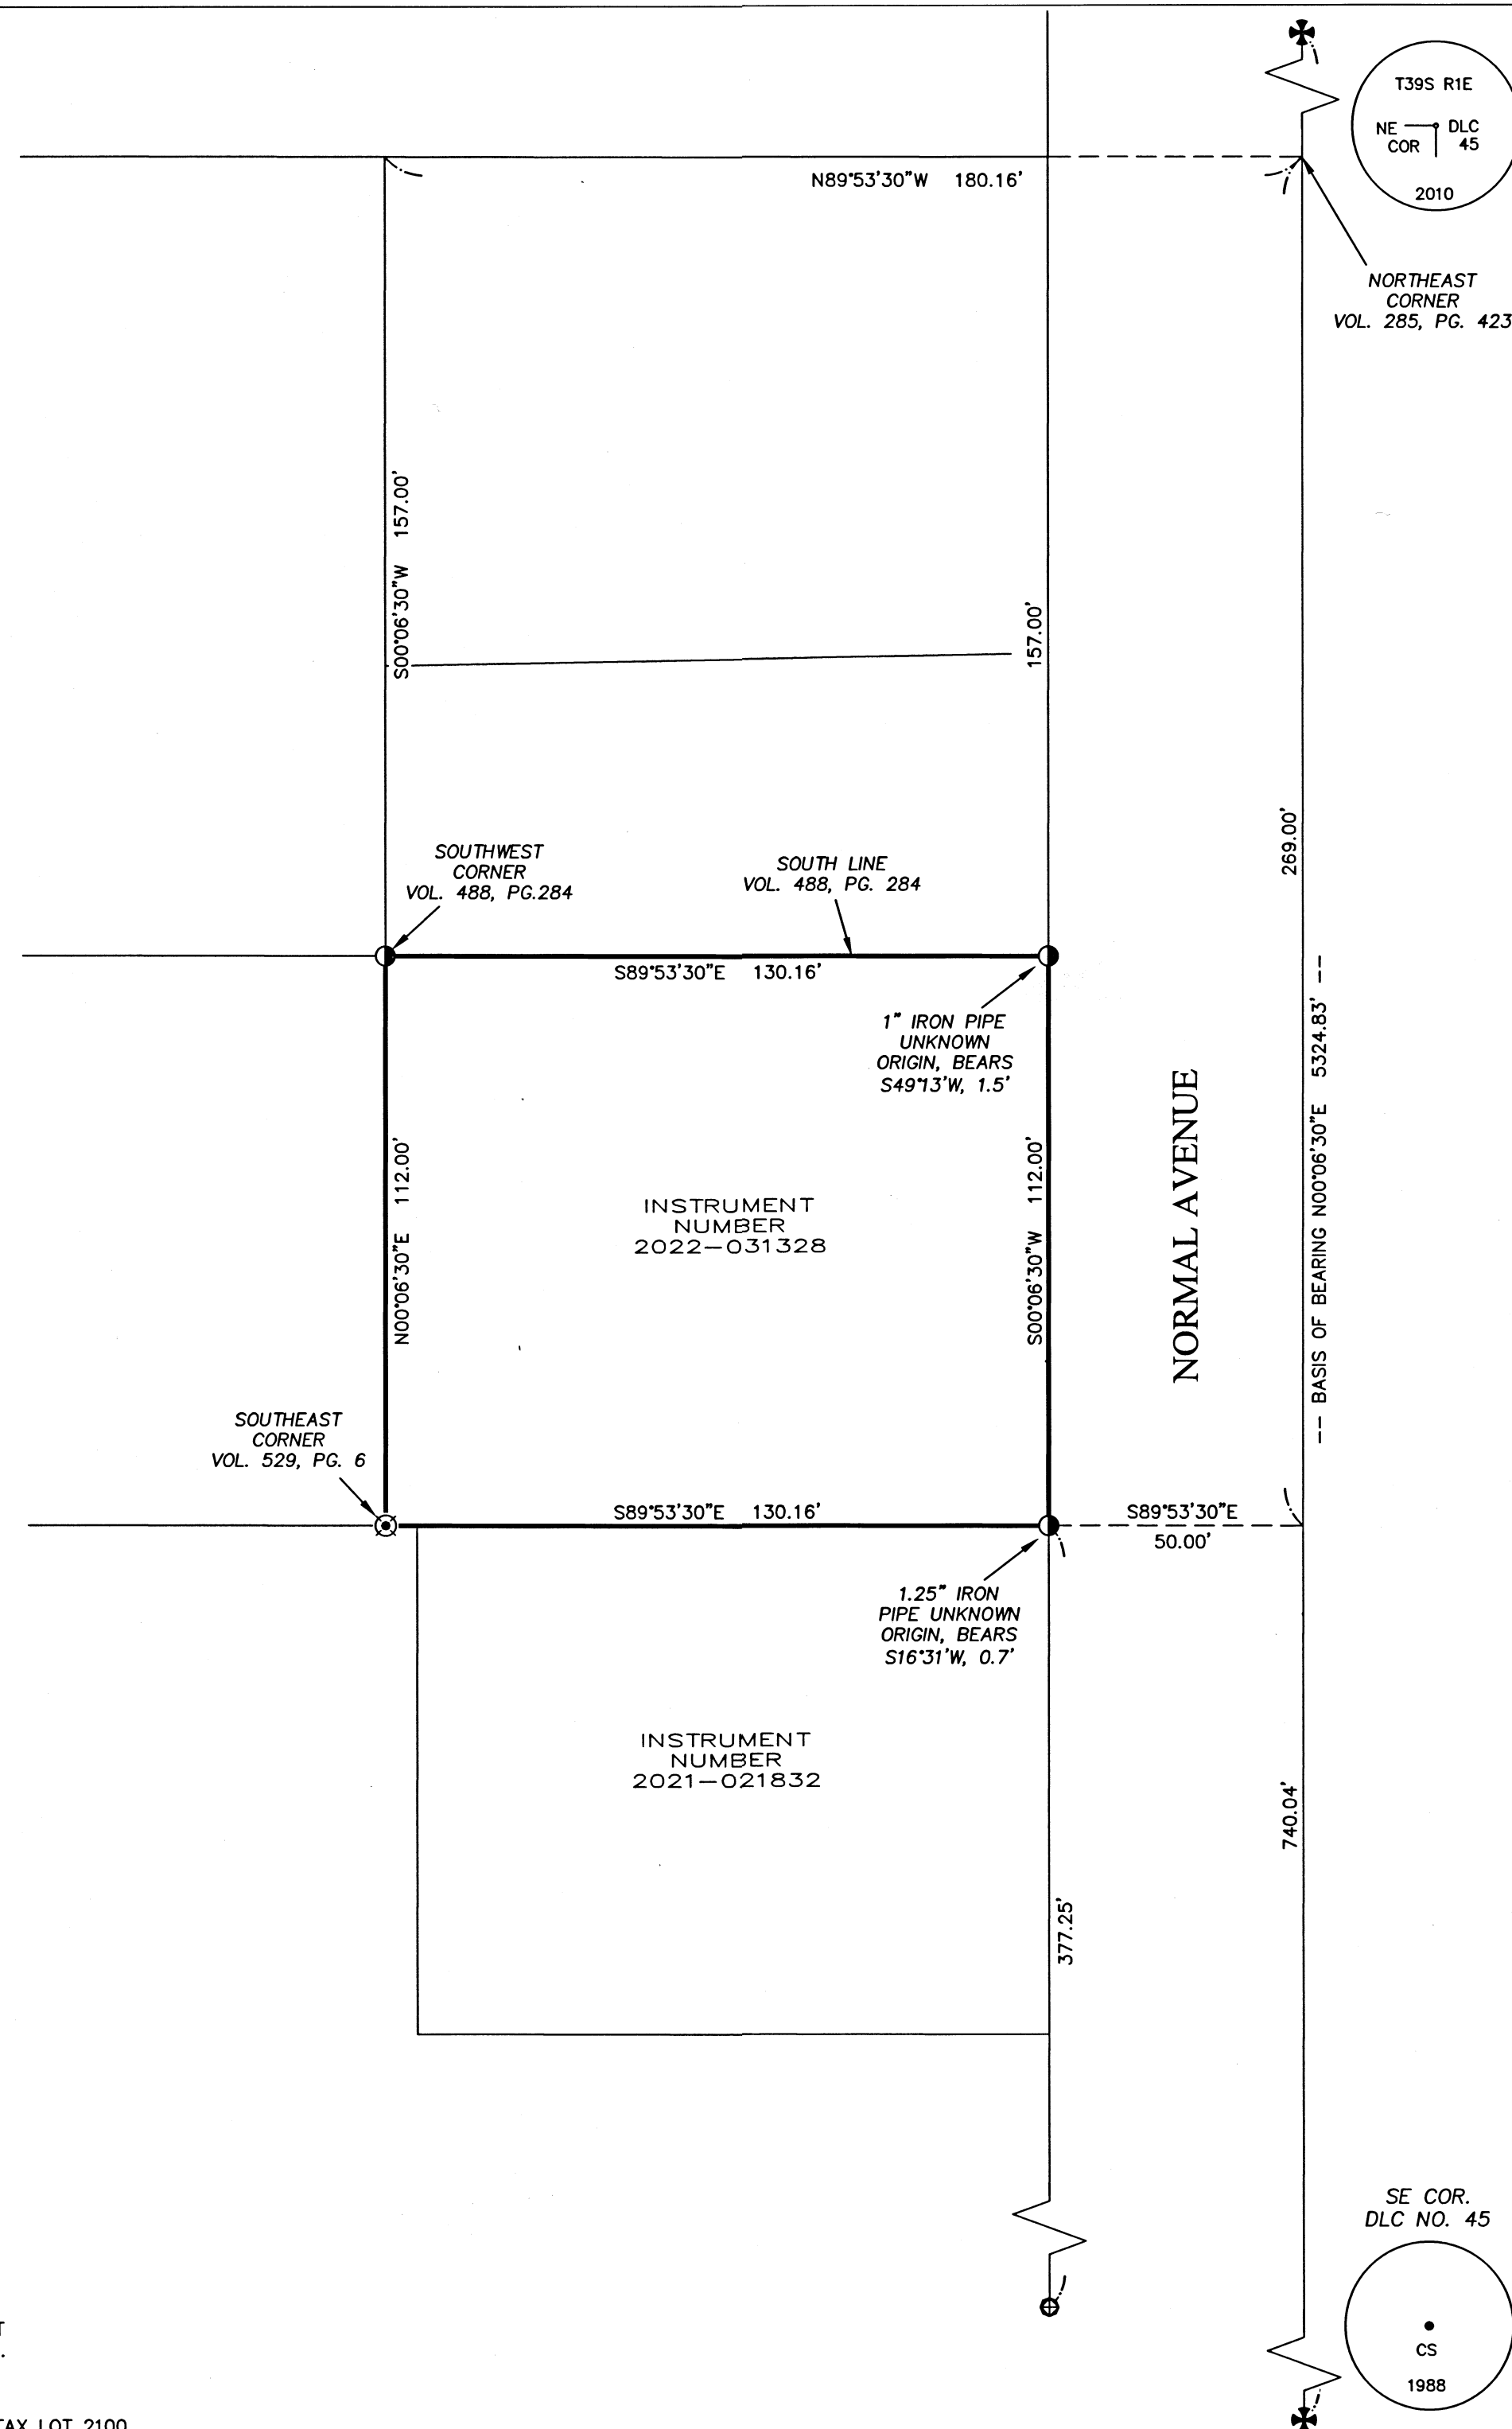 T39S R1E
NE DLC
COR 45
2010
N89°53'30"W 180.16'
NORTHEAST
CORNER
VOL. 285, PG. 423
S00°06'30"W 157.00'
157.00'
269.00'
SOUTHWEST
CORNER
VOL. 488, PG.284
SOUTH LINE
VOL. 488, PG. 284
S89°53'30"E 130.16'
1" IRON PIPE
UNKNOWN
ORIGIN, BEARS
S49°13'W, 1.5'
N00°06'30"E 112.00'
INSTRUMENT
NUMBER
2022-031328
S00°06'30"W 112.00'
NORMAL AVENUE
-- BASIS OF BEARING N00°06'30"E 5324.83' --
SOUTHEAST
CORNER
VOL. 529, PG. 6
S89°53'30"E 130.16'
S89°53'30"E
50.00'
1.25" IRON
PIPE UNKNOWN
ORIGIN, BEARS
S16°31'W, 0.7'
INSTRUMENT
NUMBER
2021-021832
740.04'
377.25'
SE COR.
DLC NO. 45
CS
1988
TAX LOT 2100